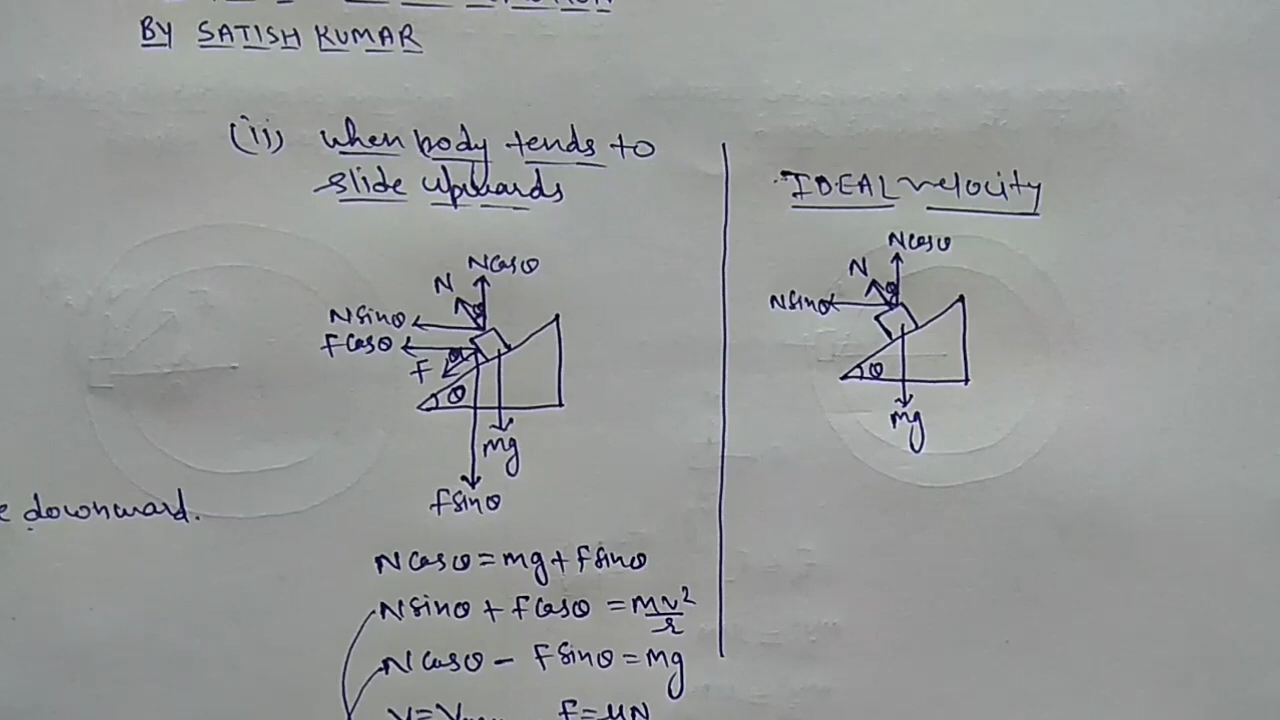 BY SATISH KUMAR
(ii) when body tends to
slide upwards
Ncosθ
N
Nsinθ
fcosθ
f
θ
θ
mg
fsinθ
downward.
Ncosθ=mg+fsinθ
Nsinθ+fcosθ=mv²/r
Ncosθ-fsinθ=mg
f=μN
IDEAL velocity
Ncosθ
N
θ
Nsinθ
θ
mg